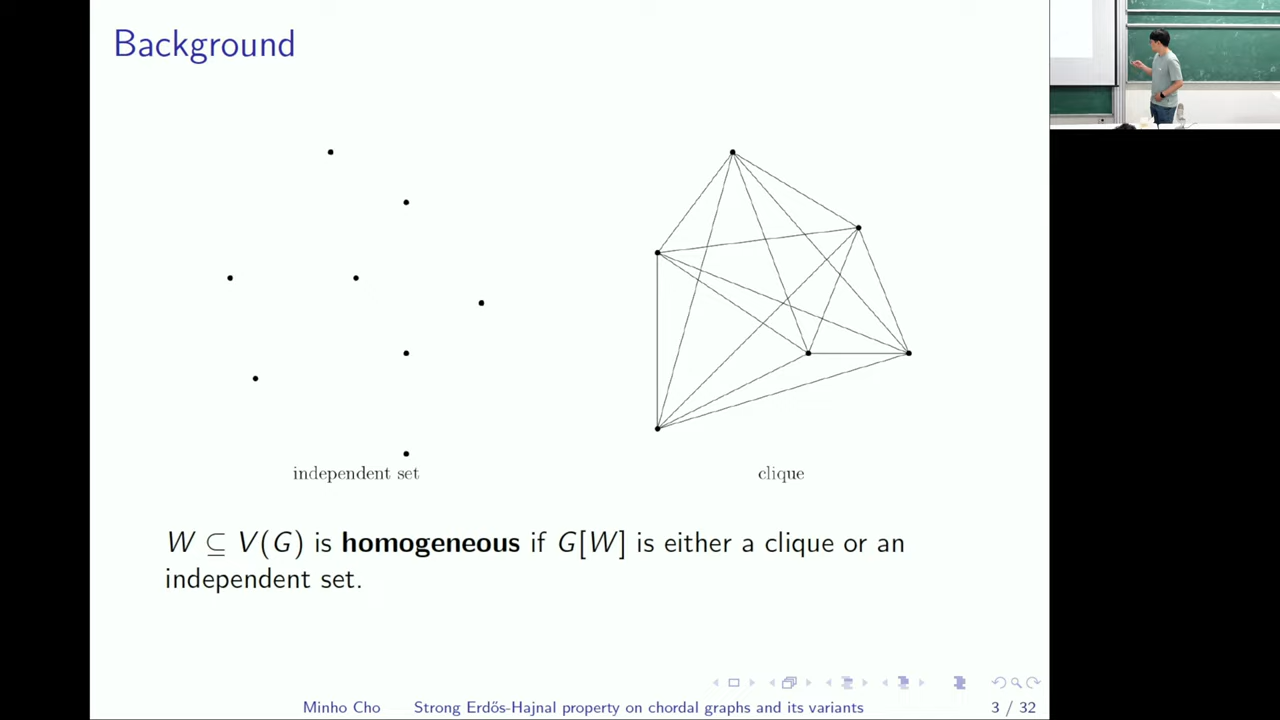 Background
independent set
clique
W ⊆ V(G) is homogeneous if G[W] is either a clique or an
independent set.
Minho Cho
Strong Erdős-Hajnal property on chordal graphs and its variants
3 / 32